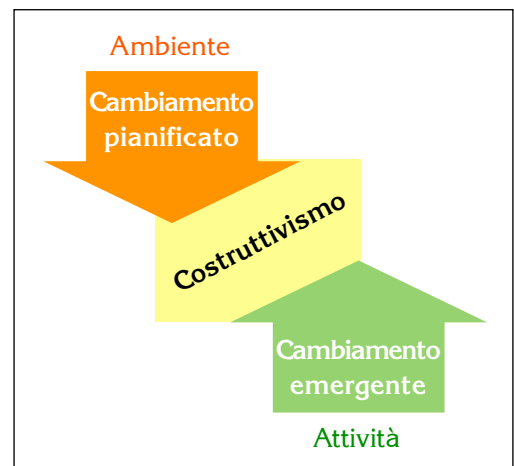 Ambiente
Cambiamento
pianificato
Costruttivismo
Cambiamento
emergente
Attività